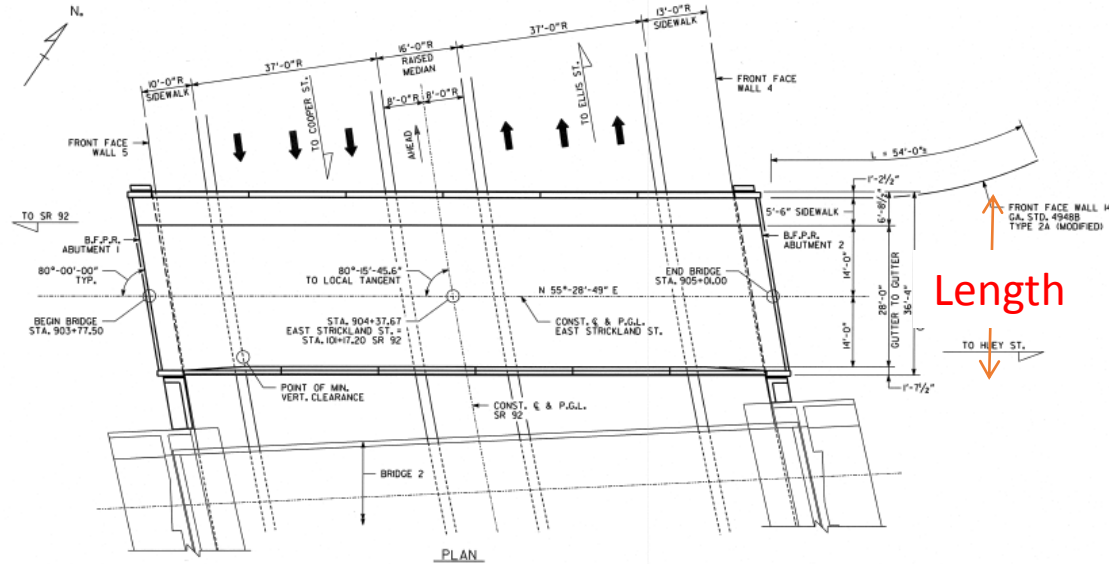 N.
13'-0"R
SIDEWALK
37'-0"R
16'-0"R
RAISED
MEDIAN
37'-0"R
10'-0"R
SIDEWALK
8'-0"R
8'-0"R
TO COOPER ST.
AHEAD
TO ELLIS ST.
FRONT FACE
WALL 4
FRONT FACE
WALL 5
L = 54'-0"±
1'-2½"
5'-6" SIDEWALK
6'-8½"
FRONT FACE WALL 14
GA. STD. 4948B
TYPE 2A (MODIFIED)
TO SR 92
B.F.P.R.
ABUTMENT 1
B.F.P.R.
ABUTMENT 2
80°-00'-00"
TYP.
80°-15'-45.6"
TO LOCAL TANGENT
END BRIDGE
STA. 905+01.00
N 55°-28'-49" E
14'-0"
28'-0"
GUTTER TO GUTTER
36'-4"
Length
BEGIN BRIDGE
STA. 903+77.50
STA. 904+37.67
EAST STRICKLAND ST. =
STA. 101+17.20 SR 92
CONST. ℄ & P.G.L.
EAST STRICKLAND ST.
14'-0"
TO HUEY ST.
POINT OF MIN.
VERT. CLEARANCE
CONST. ℄ & P.G.L.
SR 92
1'-7½"
BRIDGE 2
PLAN